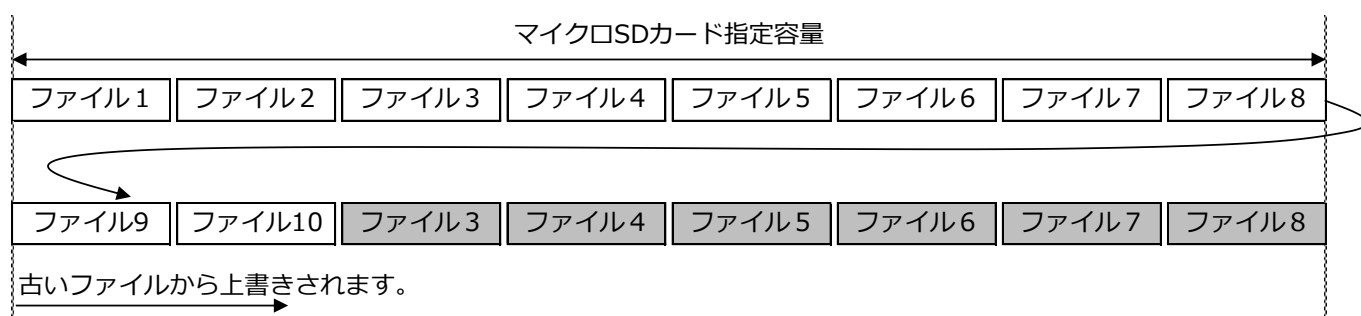 マイクロSDカード指定容量
ファイル１ ファイル２ ファイル３ ファイル４ ファイル５ ファイル６ ファイル７ ファイル８
ファイル9 ファイル10 ファイル３ ファイル４ ファイル５ ファイル６ ファイル７ ファイル８
古いファイルから上書きされます。